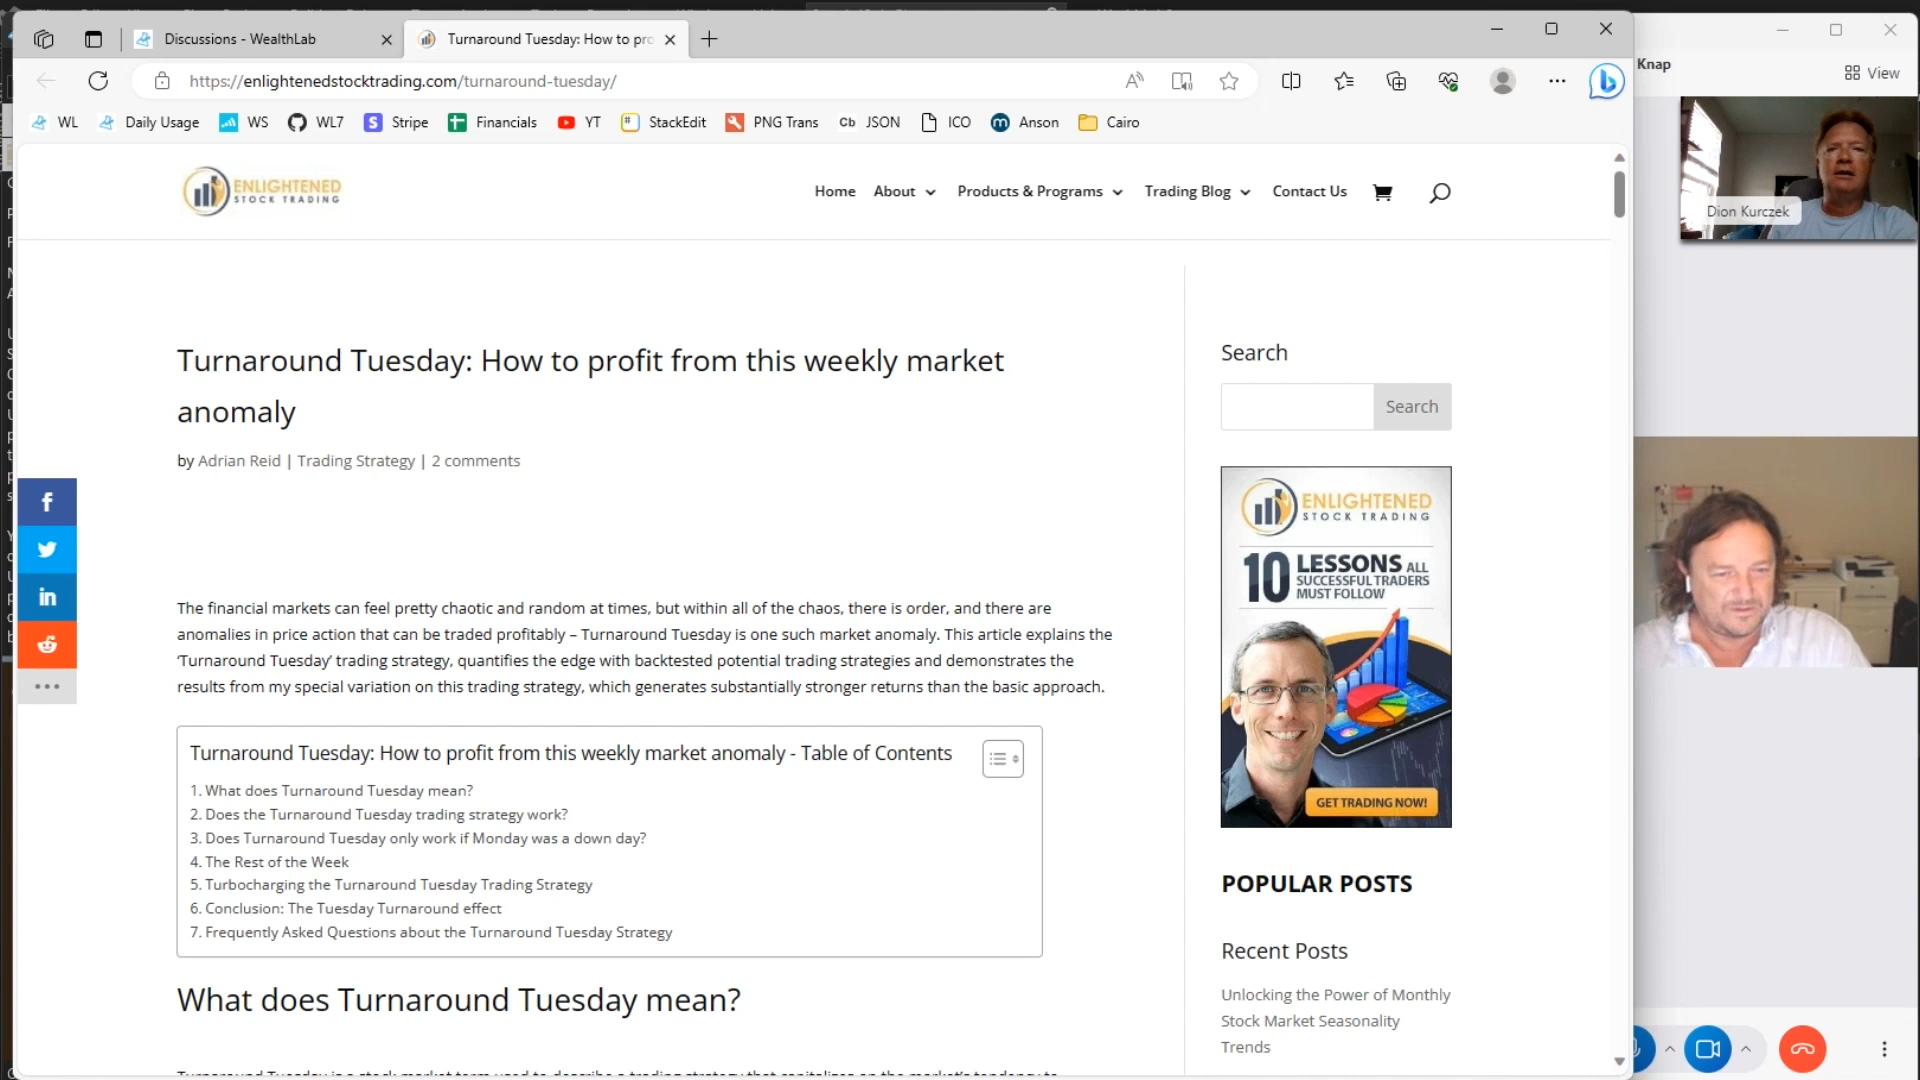 Discussions - WealthLab
Turnaround Tuesday: How to pro
https://enlightenedstocktrading.com/turnaround-tuesday/
WL
Daily Usage
WS
WL7
Stripe
Financials
YT
StackEdit
PNG Trans
Cb JSON
ICO
Anson
Cairo
Knap
View
Dion Kurczek
ENLIGHTENED
STOCK TRADING
Home
About
Products & Programs
Trading Blog
Contact Us
Turnaround Tuesday: How to profit from this weekly market
anomaly
by Adrian Reid | Trading Strategy | 2 comments
The financial markets can feel pretty chaotic and random at times, but within all of the chaos, there is order, and there are
anomalies in price action that can be traded profitably – Turnaround Tuesday is one such market anomaly. This article explains the
‘Turnaround Tuesday’ trading strategy, quantifies the edge with backtested potential trading strategies and demonstrates the
results from my special variation on this trading strategy, which generates substantially stronger returns than the basic approach.
Turnaround Tuesday: How to profit from this weekly market anomaly - Table of Contents
1. What does Turnaround Tuesday mean?
2. Does the Turnaround Tuesday trading strategy work?
3. Does Turnaround Tuesday only work if Monday was a down day?
4. The Rest of the Week
5. Turbocharging the Turnaround Tuesday Trading Strategy
6. Conclusion: The Tuesday Turnaround effect
7. Frequently Asked Questions about the Turnaround Tuesday Strategy
What does Turnaround Tuesday mean?
Search
Search
ENLIGHTENED
STOCK TRADING
10 LESSONS ALL
SUCCESSFUL TRADERS
MUST FOLLOW
GET TRADING NOW!
POPULAR POSTS
Recent Posts
Unlocking the Power of Monthly
Stock Market Seasonality
Trends